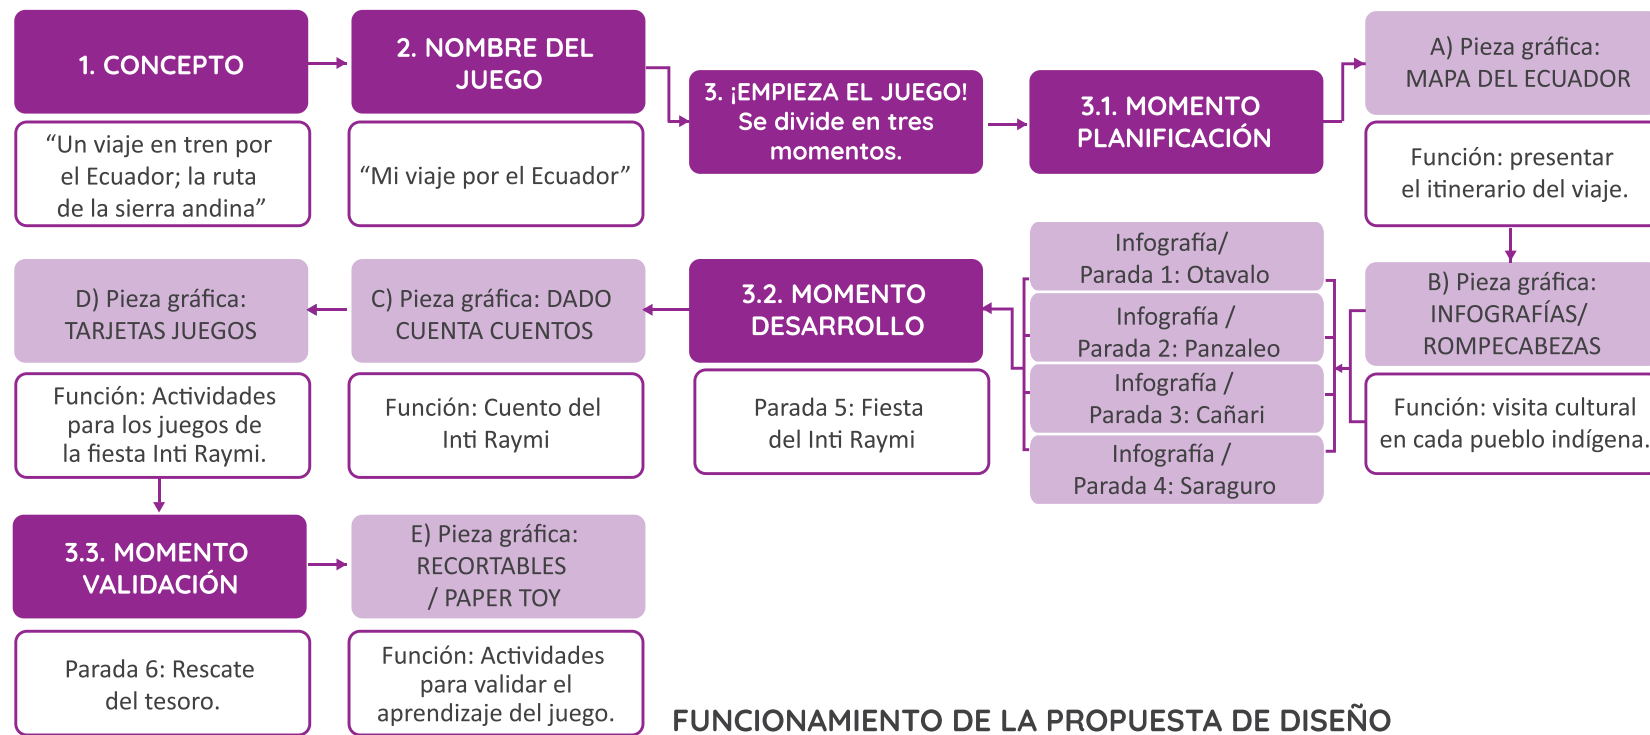 1. CONCEPTO
“Un viaje en tren por
el Ecuador; la ruta
de la sierra andina”
2. NOMBRE DEL
JUEGO
“Mi viaje por el Ecuador”
3. ¡EMPIEZA EL JUEGO!
Se divide en tres
momentos.
3.1. MOMENTO
PLANIFICACIÓN
A) Pieza gráfica:
MAPA DEL ECUADOR
Función: presentar
el itinerario del viaje.
B) Pieza gráfica:
INFOGRAFÍAS/
ROMPECABEZAS
Función: visita cultural
en cada pueblo indígena.
Infografía/
Parada 1: Otavalo
Infografía /
Parada 2: Panzaleo
Infografía /
Parada 3: Cañari
Infografía /
Parada 4: Saraguro
3.2. MOMENTO
DESARROLLO
Parada 5: Fiesta
del Inti Raymi
C) Pieza gráfica: DADO
CUENTA CUENTOS
Función: Cuento del
Inti Raymi
D) Pieza gráfica:
TARJETAS JUEGOS
Función: Actividades
para los juegos de
la fiesta Inti Raymi.
3.3. MOMENTO
VALIDACIÓN
Parada 6: Rescate
del tesoro.
E) Pieza gráfica:
RECORTABLES
/ PAPER TOY
Función: Actividades
para validar el
aprendizaje del juego.
FUNCIONAMIENTO DE LA PROPUESTA DE DISEÑO